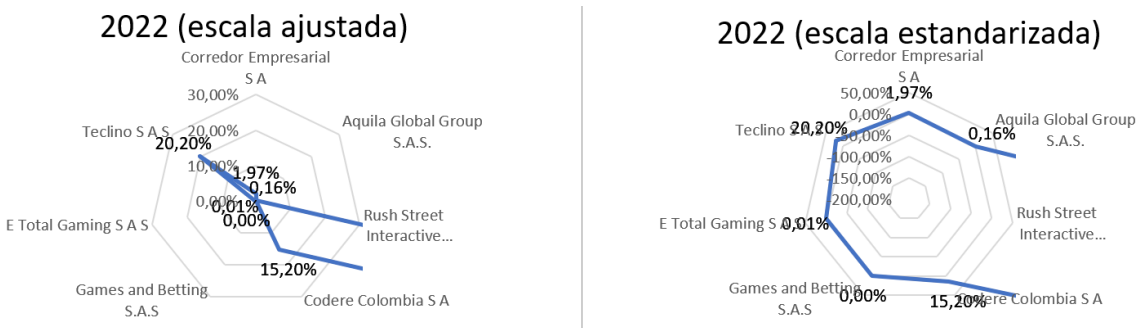 2022 (escala ajustada)
Corredor Empresarial
S A
30,00%
Aquila Global Group
S.A.S.
Teclino S A S
20,00%
20,20%
10,00%
1,97%
0,16%
0,00%
0,01%
0,00%
E Total Gaming S A S
Rush Street
Interactive...
15,20%
Games and Betting
S.A.S
Codere Colombia S A
2022 (escala estandarizada)
Corredor Empresarial
S A
50,00%
1,97%
0,00%
Aquila Global Group
S.A.S.
Teclino S A S
20,20%
0,16%
-50,00%
-100,00%
-150,00%
-200,00%
Rush Street
Interactive...
E Total Gaming S A S
0,01%
Games and Betting
S.A.S
0,00%
15,20%
Codere Colombia S A